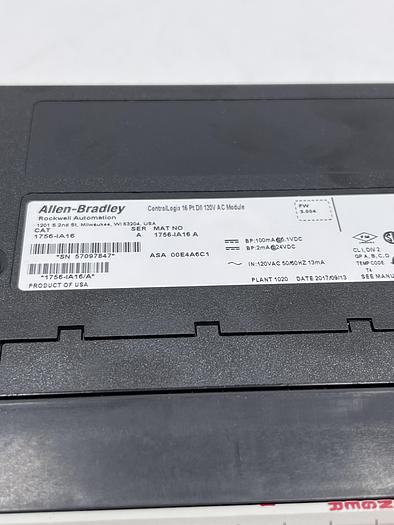 Allen-Bradley
Rockwell Automation
1201 S 2nd St, Milwaukee, WI 53204, USA
ControlLogix 16 Pt D/I 120V AC Module
FW
3.004
CAT SER MAT NO
1756-IA16 A 1756-IA16 A
*SN 57097847*
ASA 00E4A6C1
*1756-IA16/A*
PRODUCT OF USA
BP:100mA@5.1VDC
BP:2mA@24VDC
IN:120VAC 50/60HZ 13mA
PLANT 1020 DATE 2017/09/13
FM
CL I, DIV 2
GP A, B, C, D
TEMP CODE
T4
SEE MANU